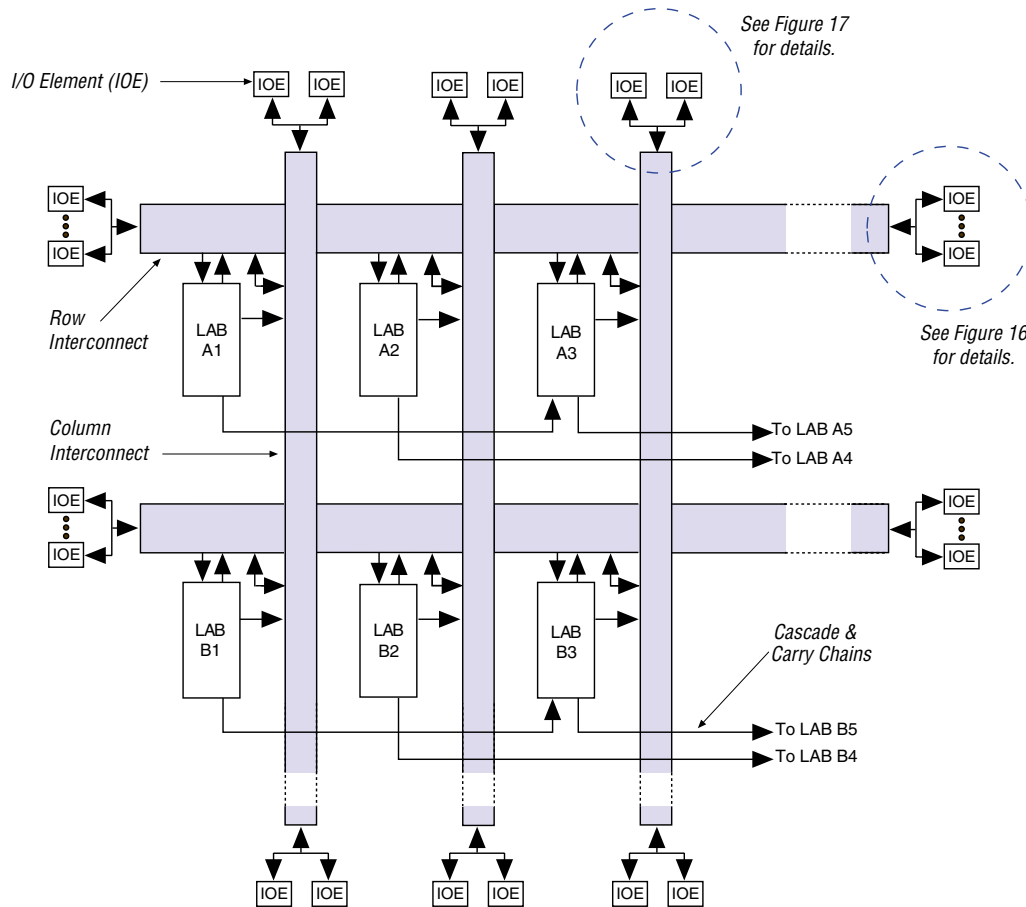 See Figure 17
for details.
I/O Element (IOE)
IOE IOE IOE IOE IOE IOE
IOE IOE
IOE IOE
Row
Interconnect
LAB
A1
LAB
A2
LAB
A3
See Figure 16
for details.
Column
Interconnect
To LAB A5
To LAB A4
IOE IOE
IOE IOE
LAB
B1
LAB
B2
LAB
B3
Cascade &
Carry Chains
To LAB B5
To LAB B4
IOE IOE IOE IOE IOE IOE